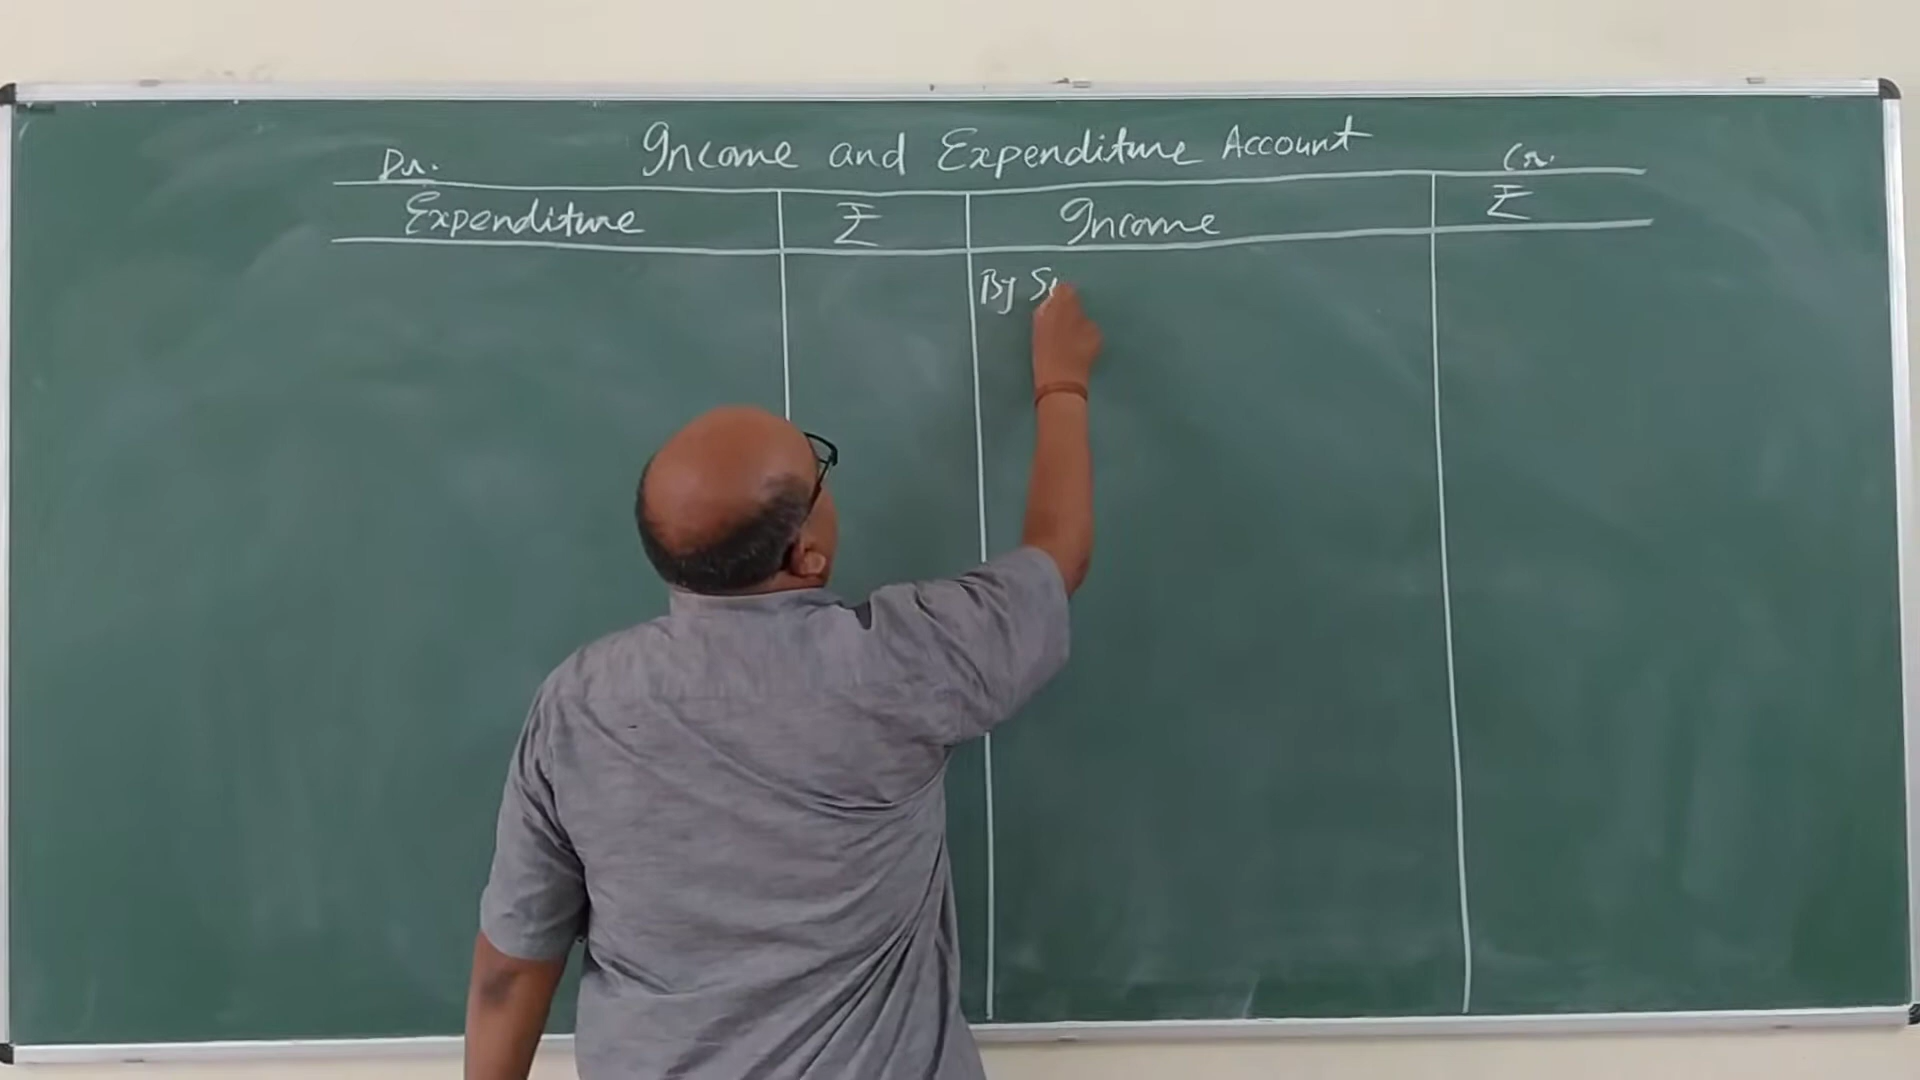 Income and Expenditure Account
Dr. Cr.
Expenditure ₹ Income ₹
By